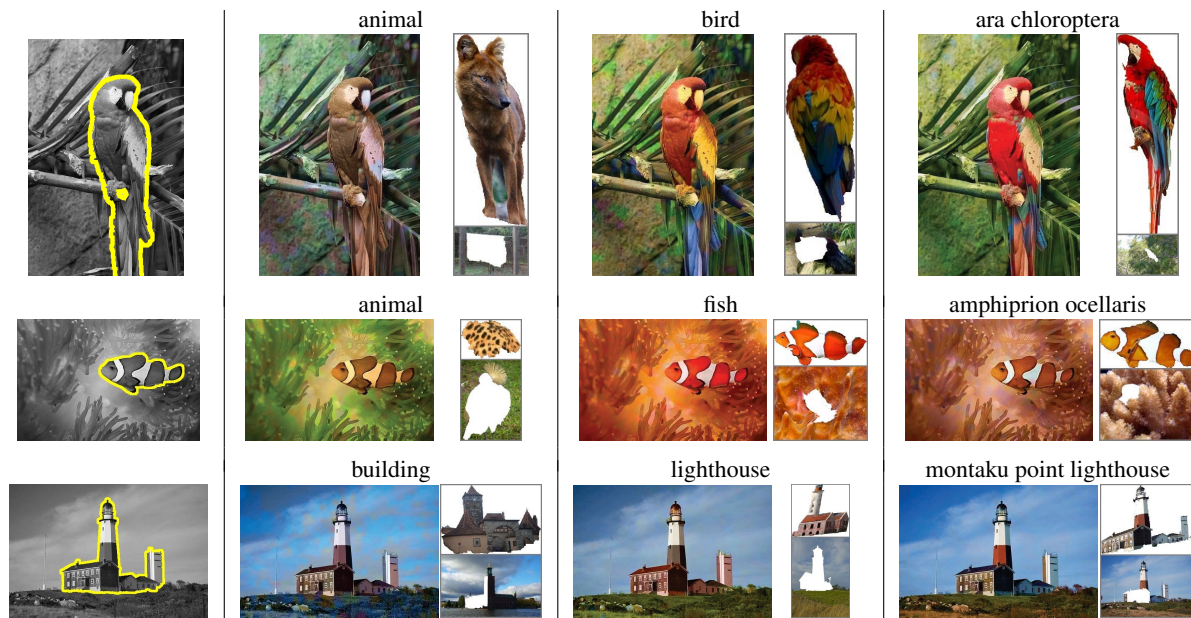 animal bird ara chloroptera
animal fish amphiprion ocellaris
building lighthouse montaku point lighthouse